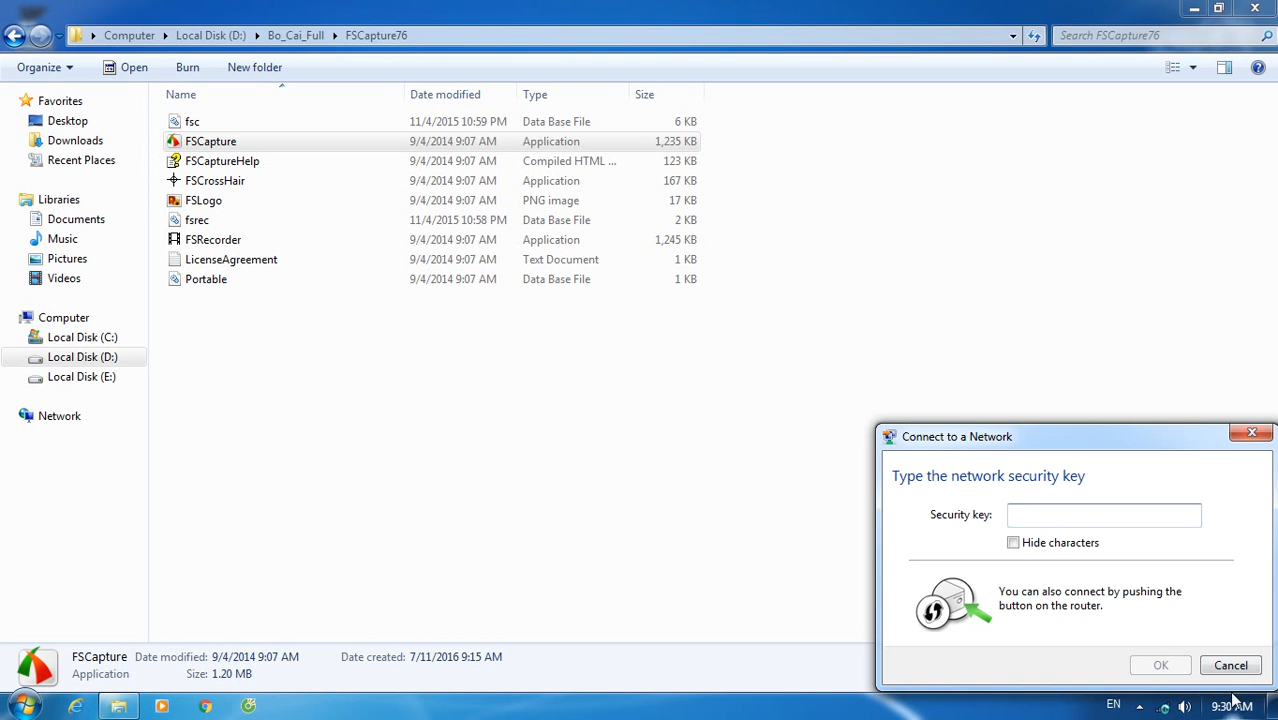 Computer Local Disk (D:) Bo_Cai_Full FSCapture76 Search FSCapture76
Organize Open Burn New folder
Favorites
Desktop
Downloads
Recent Places
Libraries
Documents
Music
Pictures
Videos
Computer
Local Disk (C:)
Local Disk (D:)
Local Disk (E:)
Network
Name Date modified Type Size
fsc 11/4/2015 10:59 PM Data Base File 6 KB
FSCapture 9/4/2014 9:07 AM Application 1,235 KB
FSCaptureHelp 9/4/2014 9:07 AM Compiled HTML ... 123 KB
FSCrossHair 9/4/2014 9:07 AM Application 167 KB
FSLogo 9/4/2014 9:07 AM PNG image 17 KB
fsrec 11/4/2015 10:58 PM Data Base File 2 KB
FSRecorder 9/4/2014 9:07 AM Application 1,245 KB
LicenseAgreement 9/4/2014 9:07 AM Text Document 1 KB
Portable 9/4/2014 9:07 AM Data Base File 1 KB
Connect to a Network
Type the network security key
Security key:
Hide characters
You can also connect by pushing the
button on the router.
OK Cancel
FSCapture Date modified: 9/4/2014 9:07 AM Date created: 7/11/2016 9:15 AM
Application Size: 1.20 MB
EN 9:30 AM